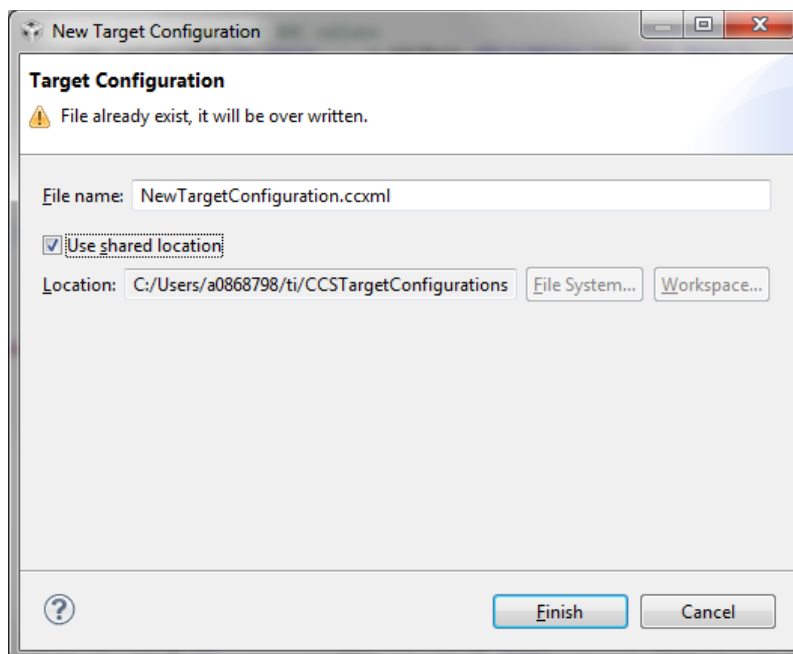 New Target Configuration
Target Configuration
File already exist, it will be over written.
File name: NewTargetConfiguration.ccxml
Use shared location
Location: C:/Users/a0868798/ti/CCSTargetConfigurations File System... Workspace...
Finish Cancel